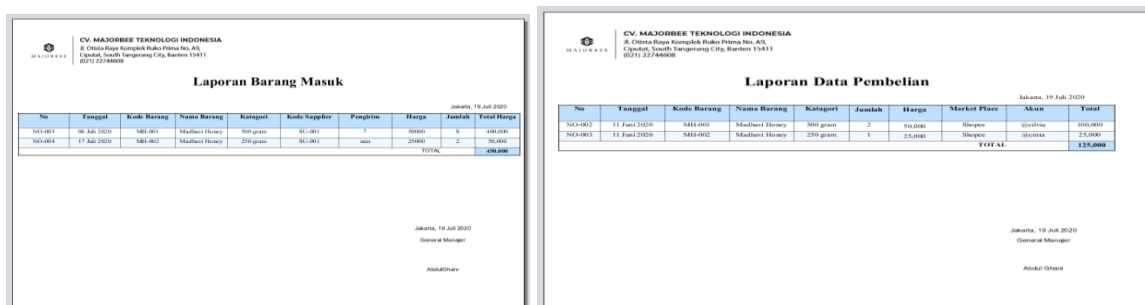 MAJORBEE
CV. MAJORBEE TEKNOLOGI INDONESIA
Jl. Otista Raya Komplek Ruko Prima No. A9,
Ciputat, South Tangerang City, Banten 15411
(021) 22744608
Laporan Barang Masuk
Jakarta, 19 Juli 2020
No Tanggal Kode Barang Nama Barang Katagori Kode Supplier Pengirim Harga Jumlah Total Harga
NO-003 06 Juli 2020 MH-001 Madhavi Honey 500 gram SU-001 7 50000 8 400,000
NO-004 17 Juli 2020 MH-002 Madhavi Honey 250 gram SU-001 25000 2 50,000
TOTAL 450,000
Jakarta, 19 Juli 2020
General Manajer
AbdulGhani
MAJORBEE
CV. MAJORBEE TEKNOLOGI INDONESIA
Jl. Otista Raya Komplek Ruko Prima No. A9,
Ciputat, South Tangerang City, Banten 15411
(021) 22744608
Laporan Data Pembelian
Jakarta, 19 Juli 2020
No Tanggal Kode Barang Nama Barang Katagori Jumlah Harga Market Place Akun Total
NO-002 11 Juni 2020 MH-001 Madhavi Honey 500 gram 2 50,000 Shopee @cilvia 100,000
NO-003 11 Juni 2020 MH-002 Madhavi Honey 250 gram 1 25,000 Shopee 25,000
TOTAL 125,000
Jakarta, 19 Juli 2020
General Manajer
Abdul Ghani